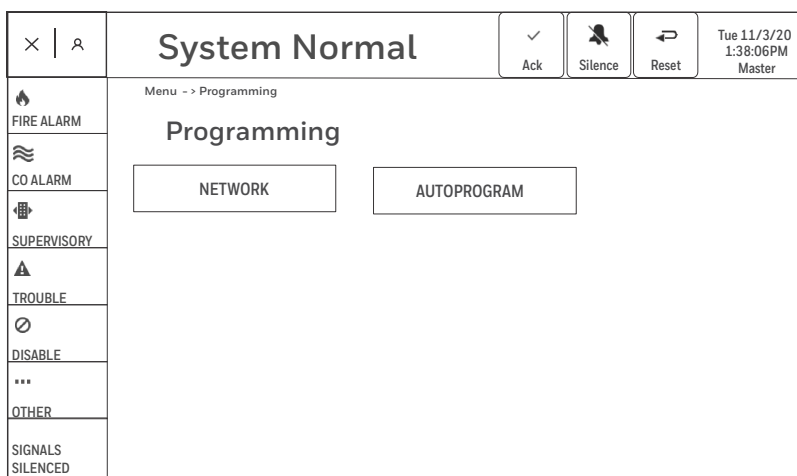 System Normal
Ack
Silence
Reset
Tue 11/3/20
1:38:06PM
Master
Menu -> Programming
Programming
NETWORK
AUTOPROGRAM
FIRE ALARM
CO ALARM
SUPERVISORY
TROUBLE
DISABLE
OTHER
SIGNALS
SILENCED